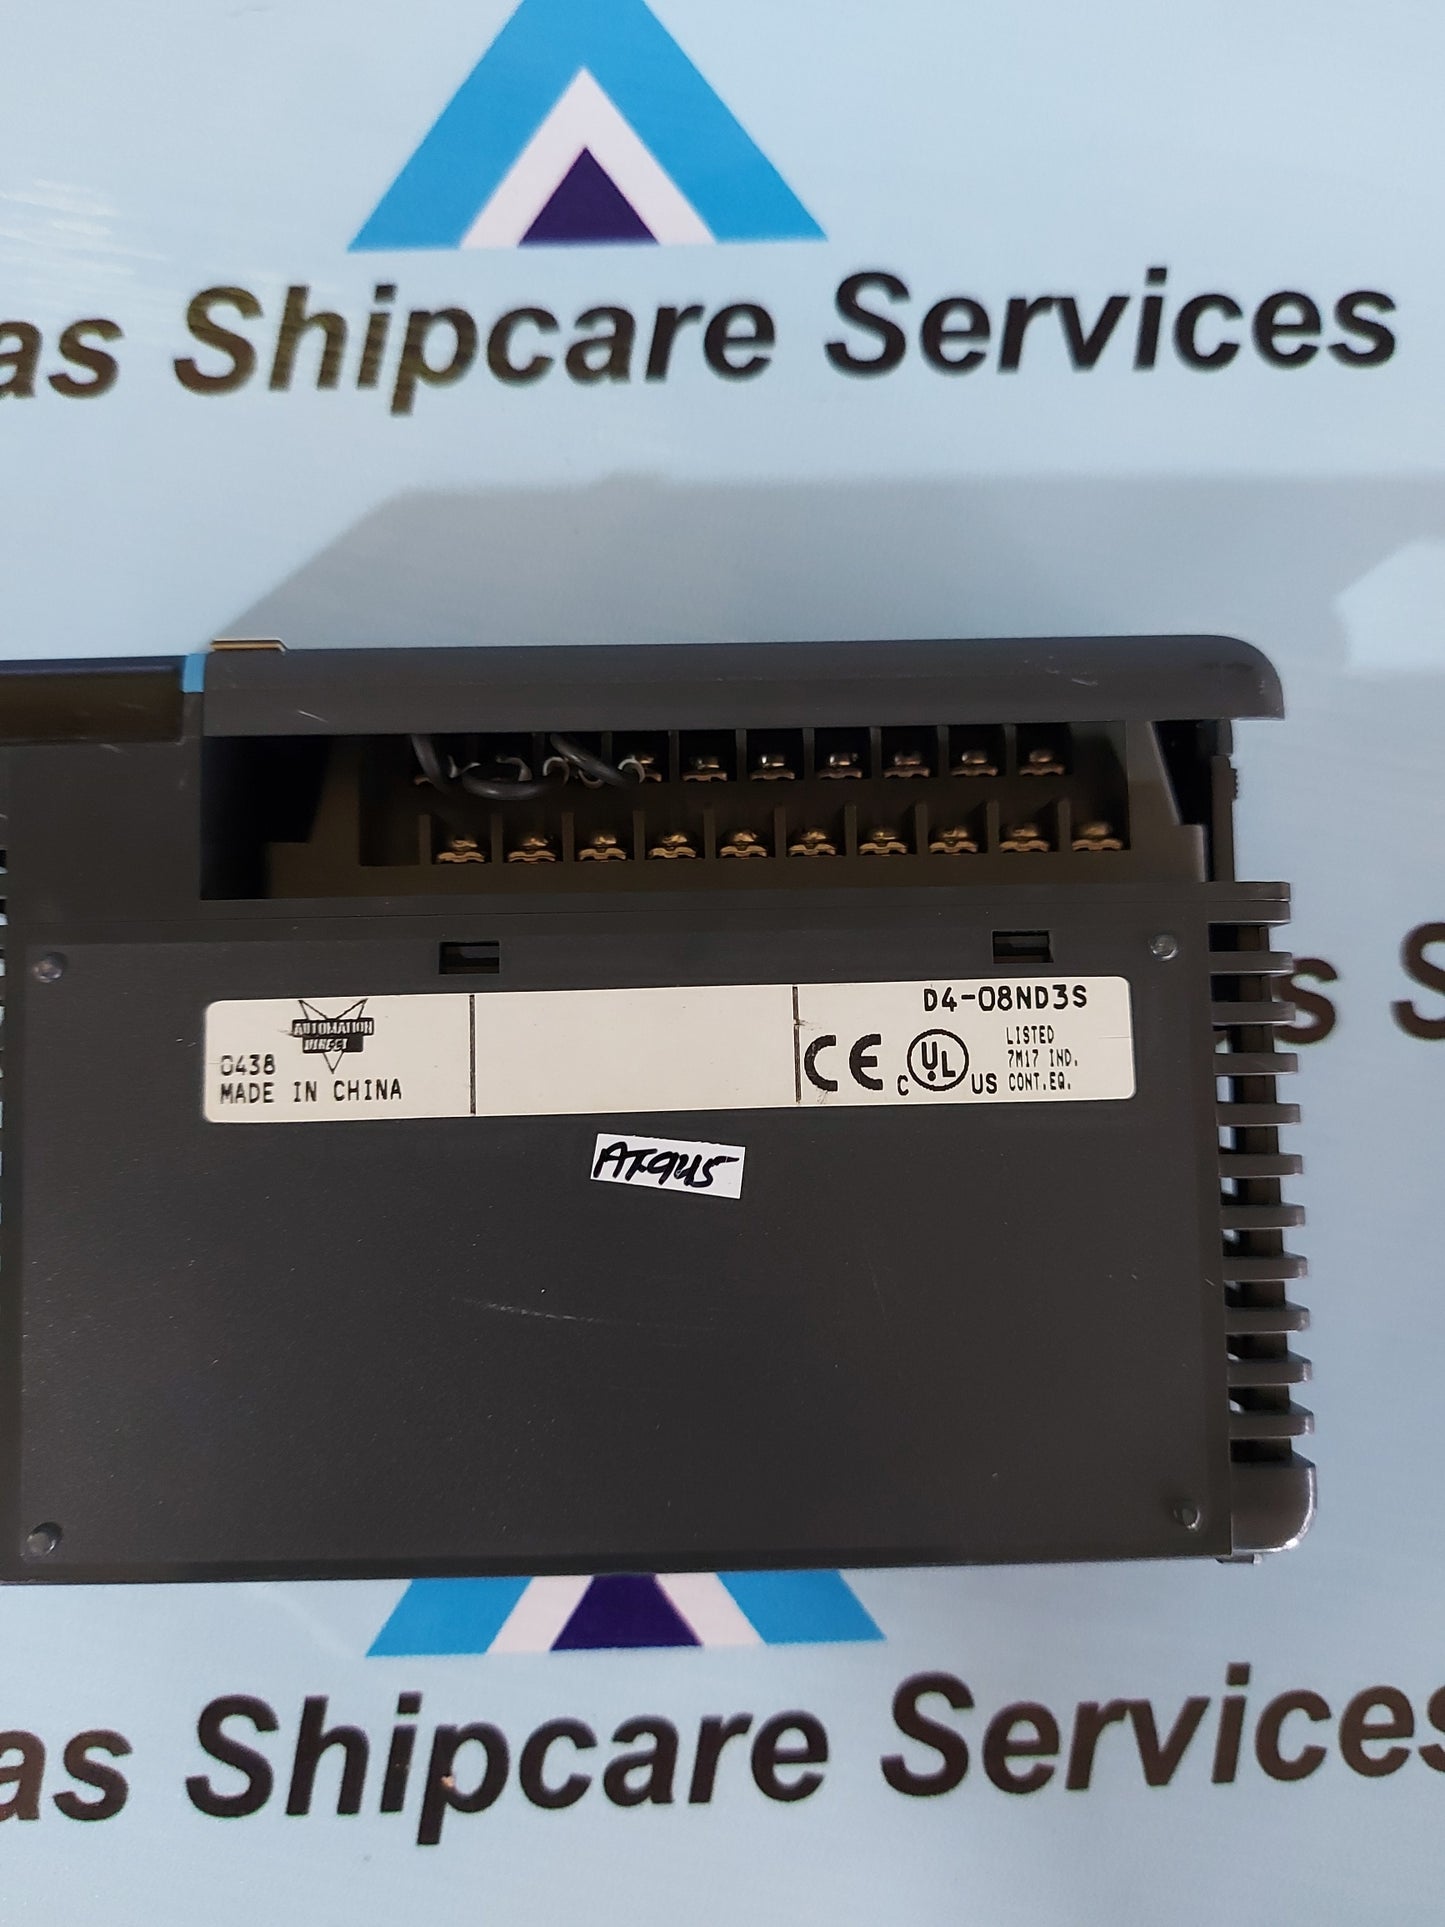 as Shipcare Services
D4-08ND3S
AUTOMATION
DIRECT
0438
MADE IN CHINA
CE
C UL US
LISTED
7M17 IND.
CONT.EQ.
s S
as Shipcare Services